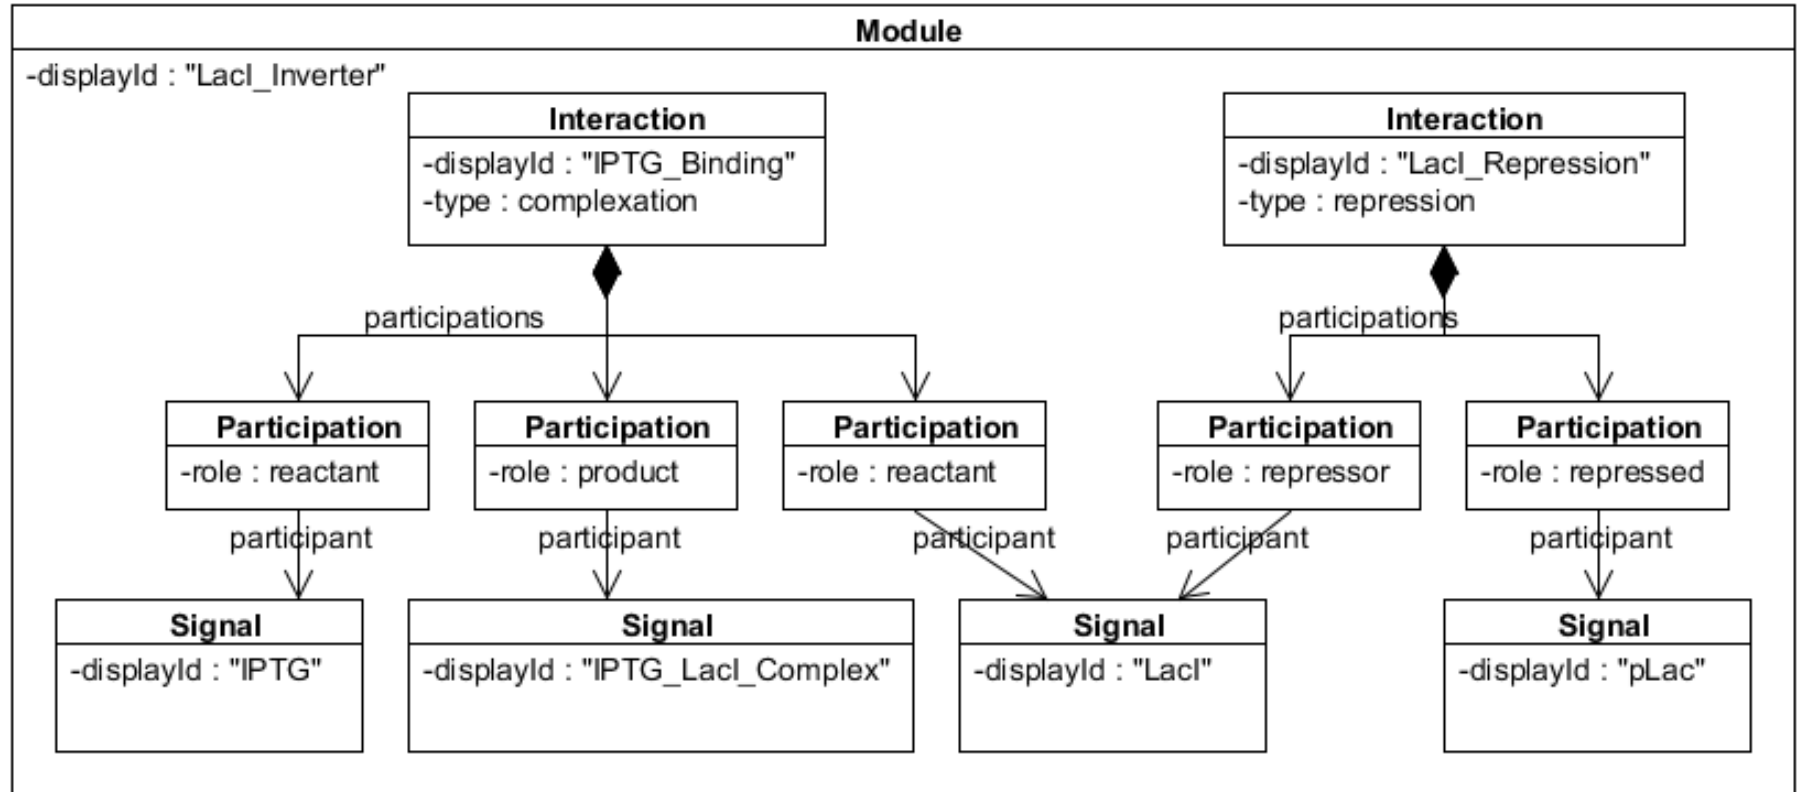 Module
-displayId : "LacI_Inverter"
Interaction
-displayId : "IPTG_Binding"
-type : complexation
Interaction
-displayId : "LacI_Repression"
-type : repression
participations
participations
Participation
-role : reactant
Participation
-role : product
Participation
-role : reactant
Participation
-role : repressor
Participation
-role : repressed
participant
participant
participant
participant
participant
Signal
-displayId : "IPTG"
Signal
-displayId : "IPTG_LacI_Complex"
Signal
-displayId : "LacI"
Signal
-displayId : "pLac"